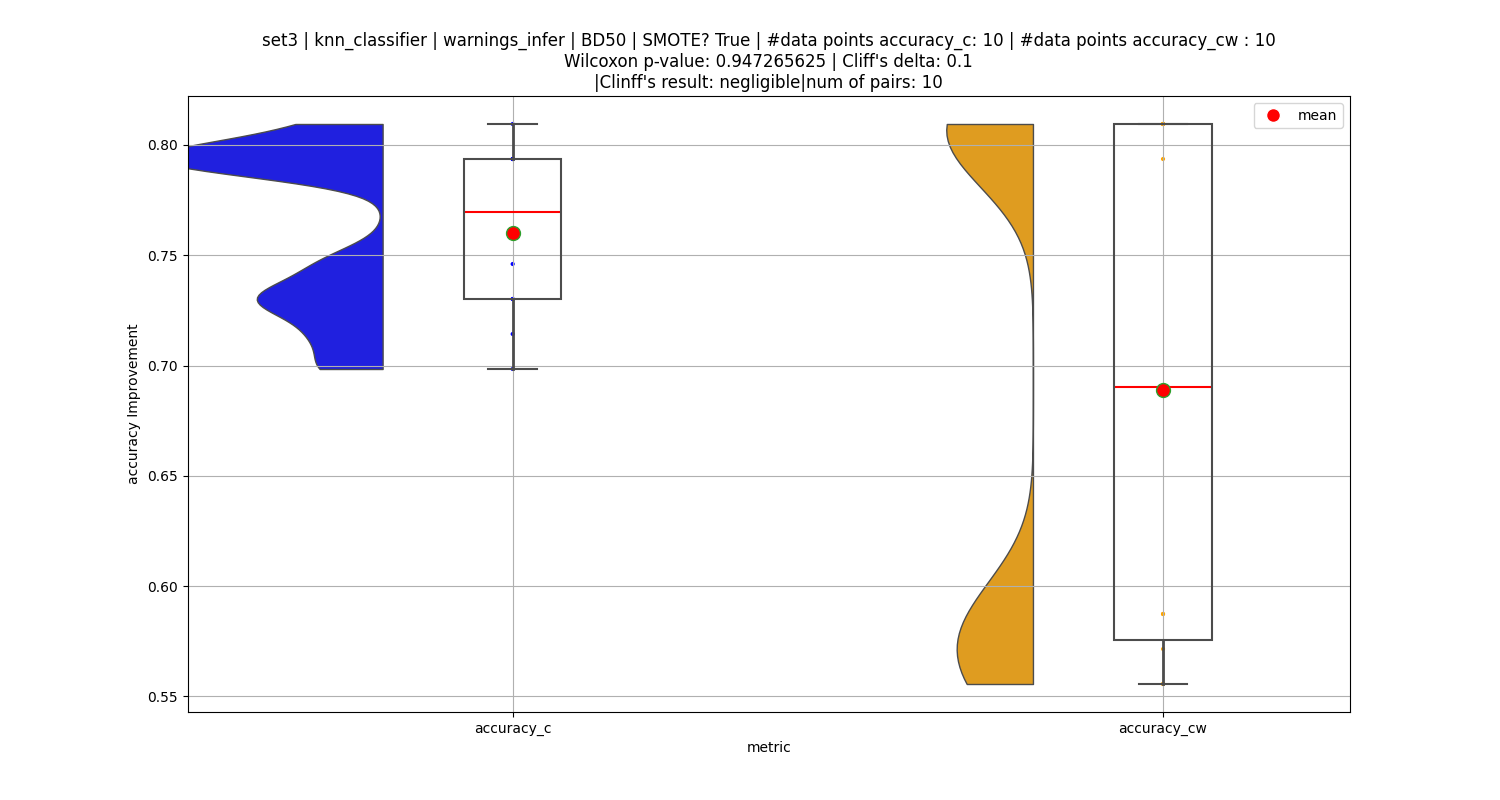 set3 | knn_classifier | warnings_infer | BD50 | SMOTE? True | #data points accuracy_c: 10 | #data points accuracy_cw : 10
Wilcoxon p-value: 0.947265625 | Cliff's delta: 0.1
|Clinff's result: negligible|num of pairs: 10
mean
0.80
0.75
0.70
0.65
0.60
0.55
accuracy Improvement
accuracy_c
accuracy_cw
metric